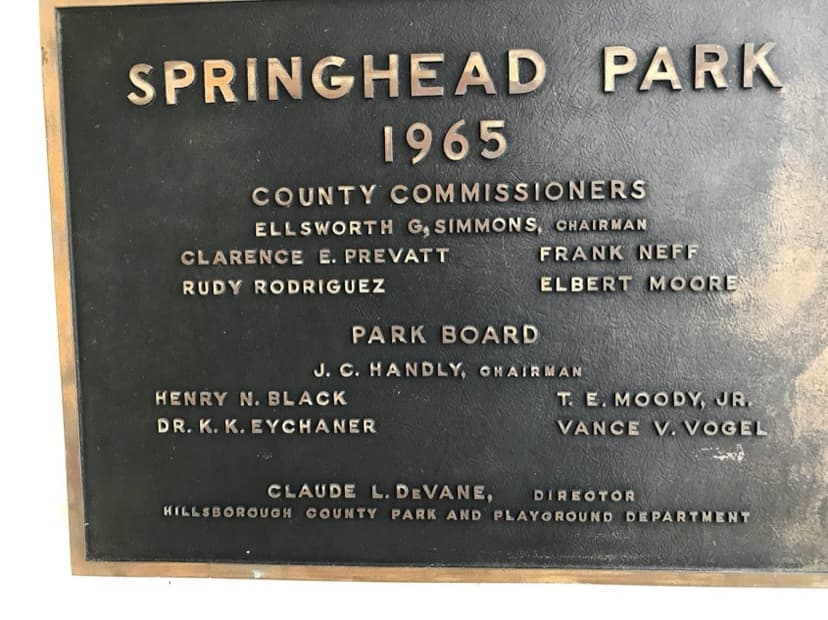 SPRINGHEAD PARK
1965
COUNTY COMMISSIONERS
ELLSWORTH G. SIMMONS, CHAIRMAN
CLARENCE E. PREVATT FRANK NEFF
RUDY RODRIGUEZ ELBERT MOORE
PARK BOARD
J. C. HANDLY, CHAIRMAN
HENRY N. BLACK T. E. MOODY, JR.
DR. K. K. EYCHANER VANCE V. VOGEL
CLAUDE L. DeVANE, DIRECTOR
HILLSBOROUGH COUNTY PARK AND PLAYGROUND DEPARTMENT